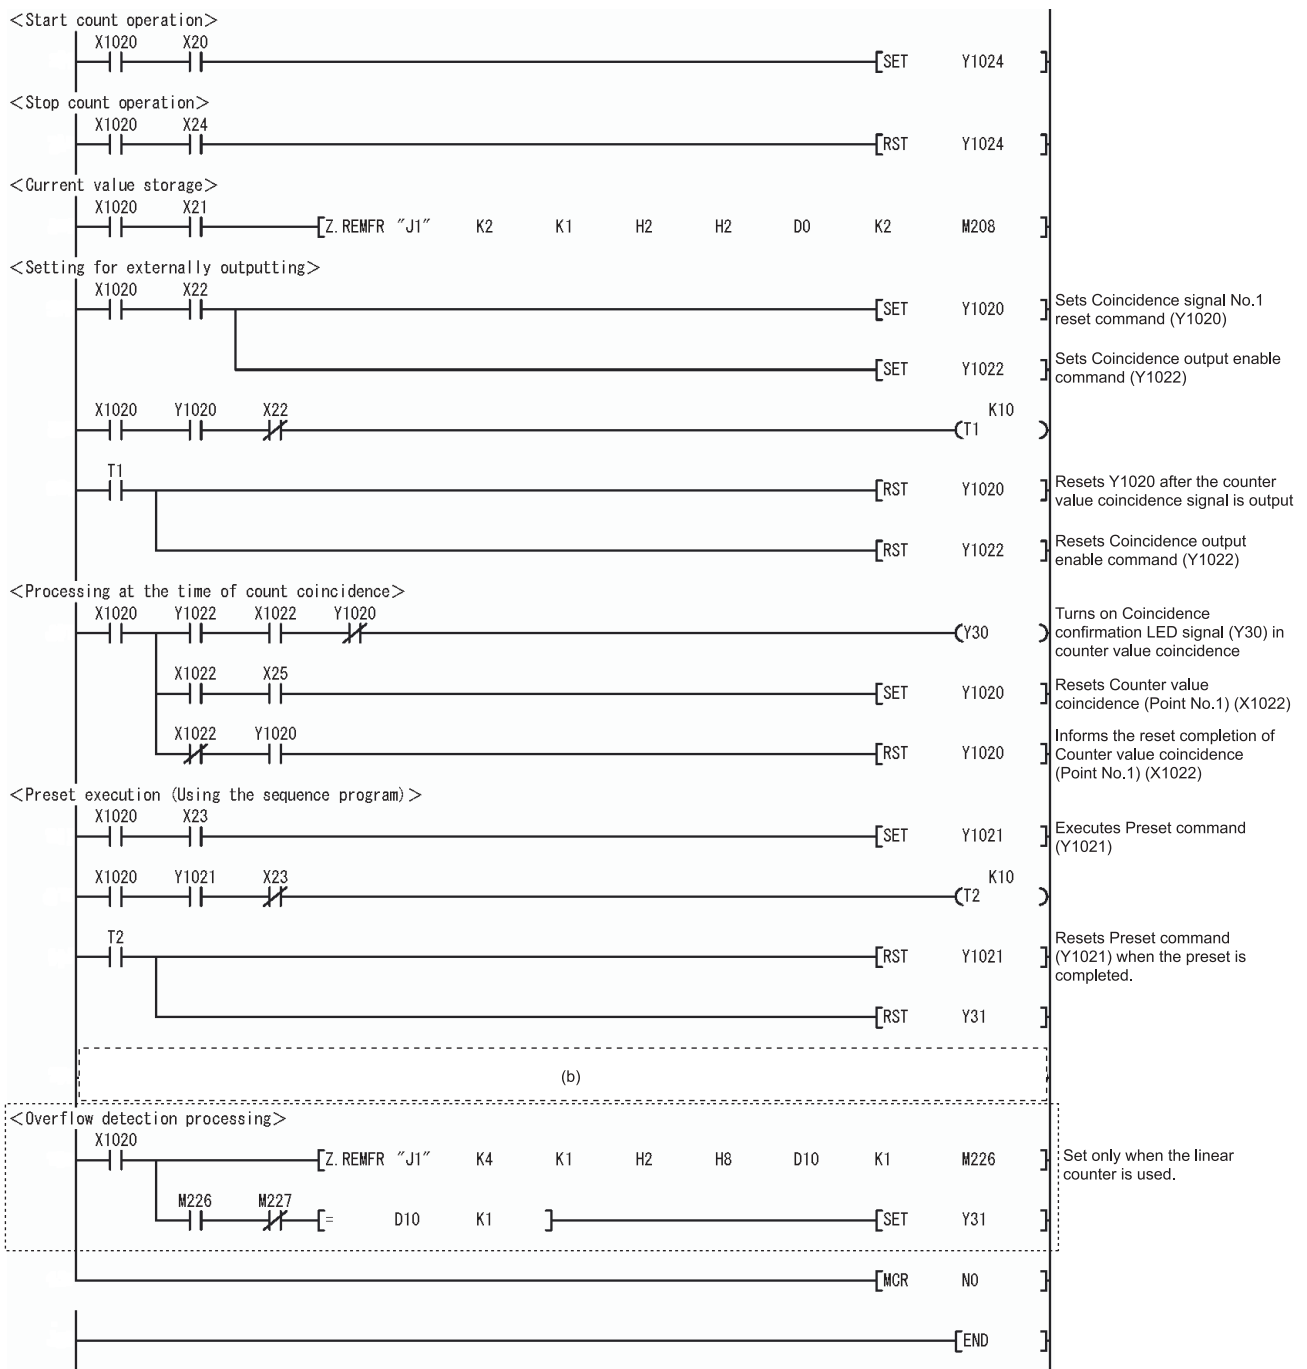 <Start count operation>
X1020 X20
SET Y1024
<Stop count operation>
X1020 X24
RST Y1024
<Current value storage>
X1020 X21
Z.REMFR "J1" K2 K1 H2 H2 D0 K2 M208
<Setting for externally outputting>
X1020 X22
SET Y1020
Sets Coincidence signal No.1
reset command (Y1020)
SET Y1022
Sets Coincidence output enable
command (Y1022)
X1020 Y1020 X22 K10
T1
T1
RST Y1020
Resets Y1020 after the counter
value coincidence signal is output
RST Y1022
Resets Coincidence output
enable command (Y1022)
<Processing at the time of count coincidence>
X1020 Y1022 X1022 Y1020
Y30
Turns on Coincidence
confirmation LED signal (Y30) in
counter value coincidence
X1022 X25
SET Y1020
Resets Counter value
coincidence (Point No.1) (X1022)
X1022 Y1020
RST Y1020
Informs the reset completion of
Counter value coincidence
(Point No.1) (X1022)
<Preset execution (Using the sequence program)>
X1020 X23
SET Y1021
Executes Preset command
(Y1021)
X1020 Y1021 X23 K10
T2
T2
RST Y1021
Resets Preset command
(Y1021) when the preset is
completed.
RST Y31
(b)
<Overflow detection processing>
X1020
Z.REMFR "J1" K4 K1 H2 H8 D10 K1 M226
Set only when the linear
counter is used.
M226 M227
= D10 K1
SET Y31
MCR N0
END